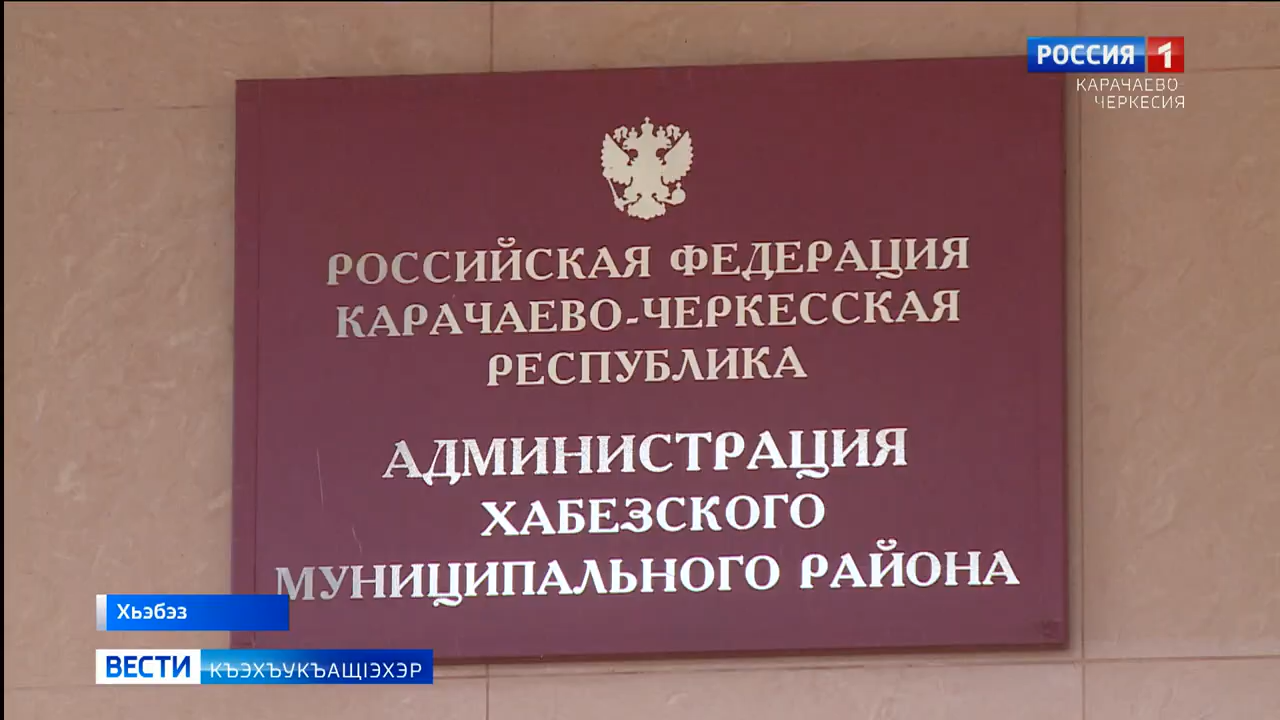 РОССИЯ 1
КАРАЧАЕВО
ЧЕРКЕСИЯ
РОССИЙСКАЯ ФЕДЕРАЦИЯ
КАРАЧАЕВО-ЧЕРКЕССКАЯ
РЕСПУБЛИКА
АДМИНИСТРАЦИЯ
ХАБЕЗСКОГО
МУНИЦИПАЛЬНОГО РАЙОНА
Хьэбэз
ВЕСТИ КЪЭХЪУКЪАЩIЭХЭР